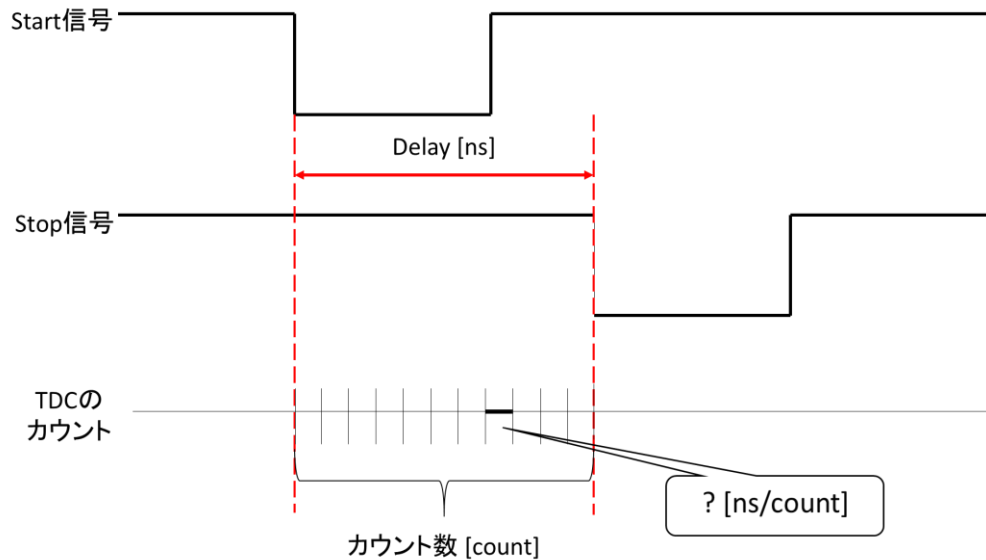 Start信号
Delay [ns]
Stop信号
TDCの
カウント
? [ns/count]
カウント数 [count]